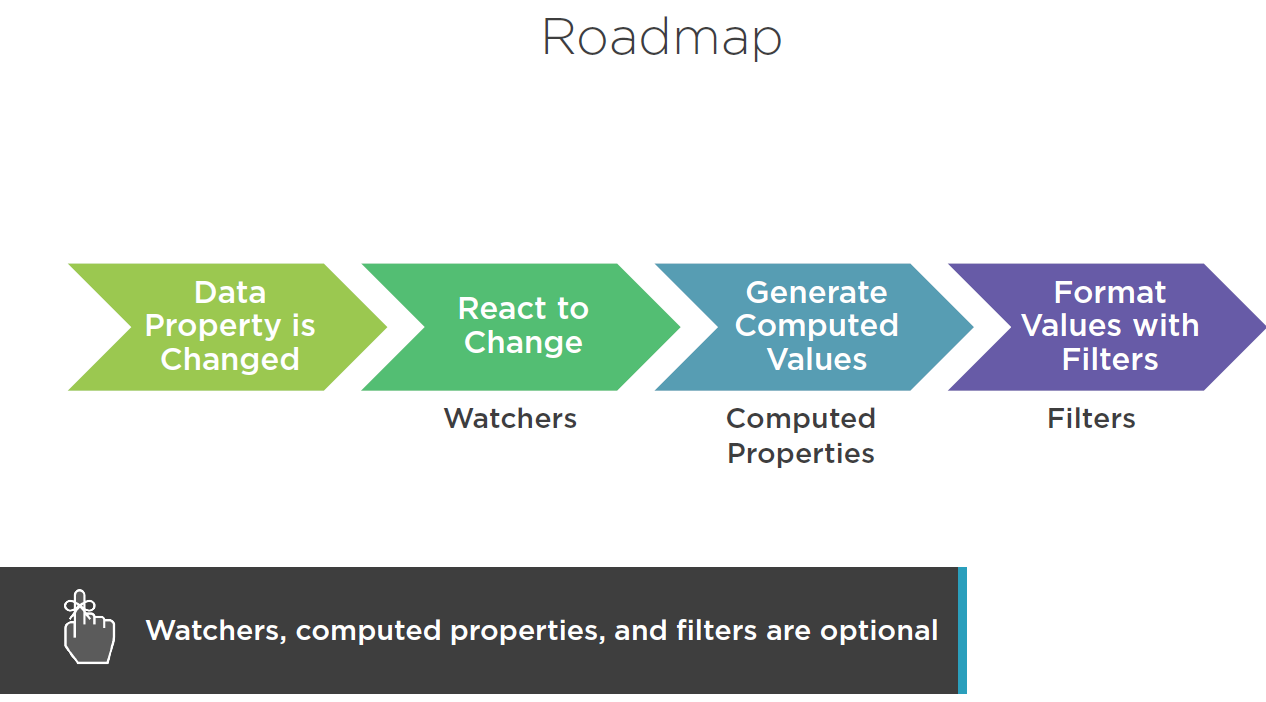 Roadmap
Data
Property is
Changed
React to
Change
Generate
Computed
Values
Format
Values with
Filters
Watchers
Computed
Properties
Filters
Watchers, computed properties, and filters are optional